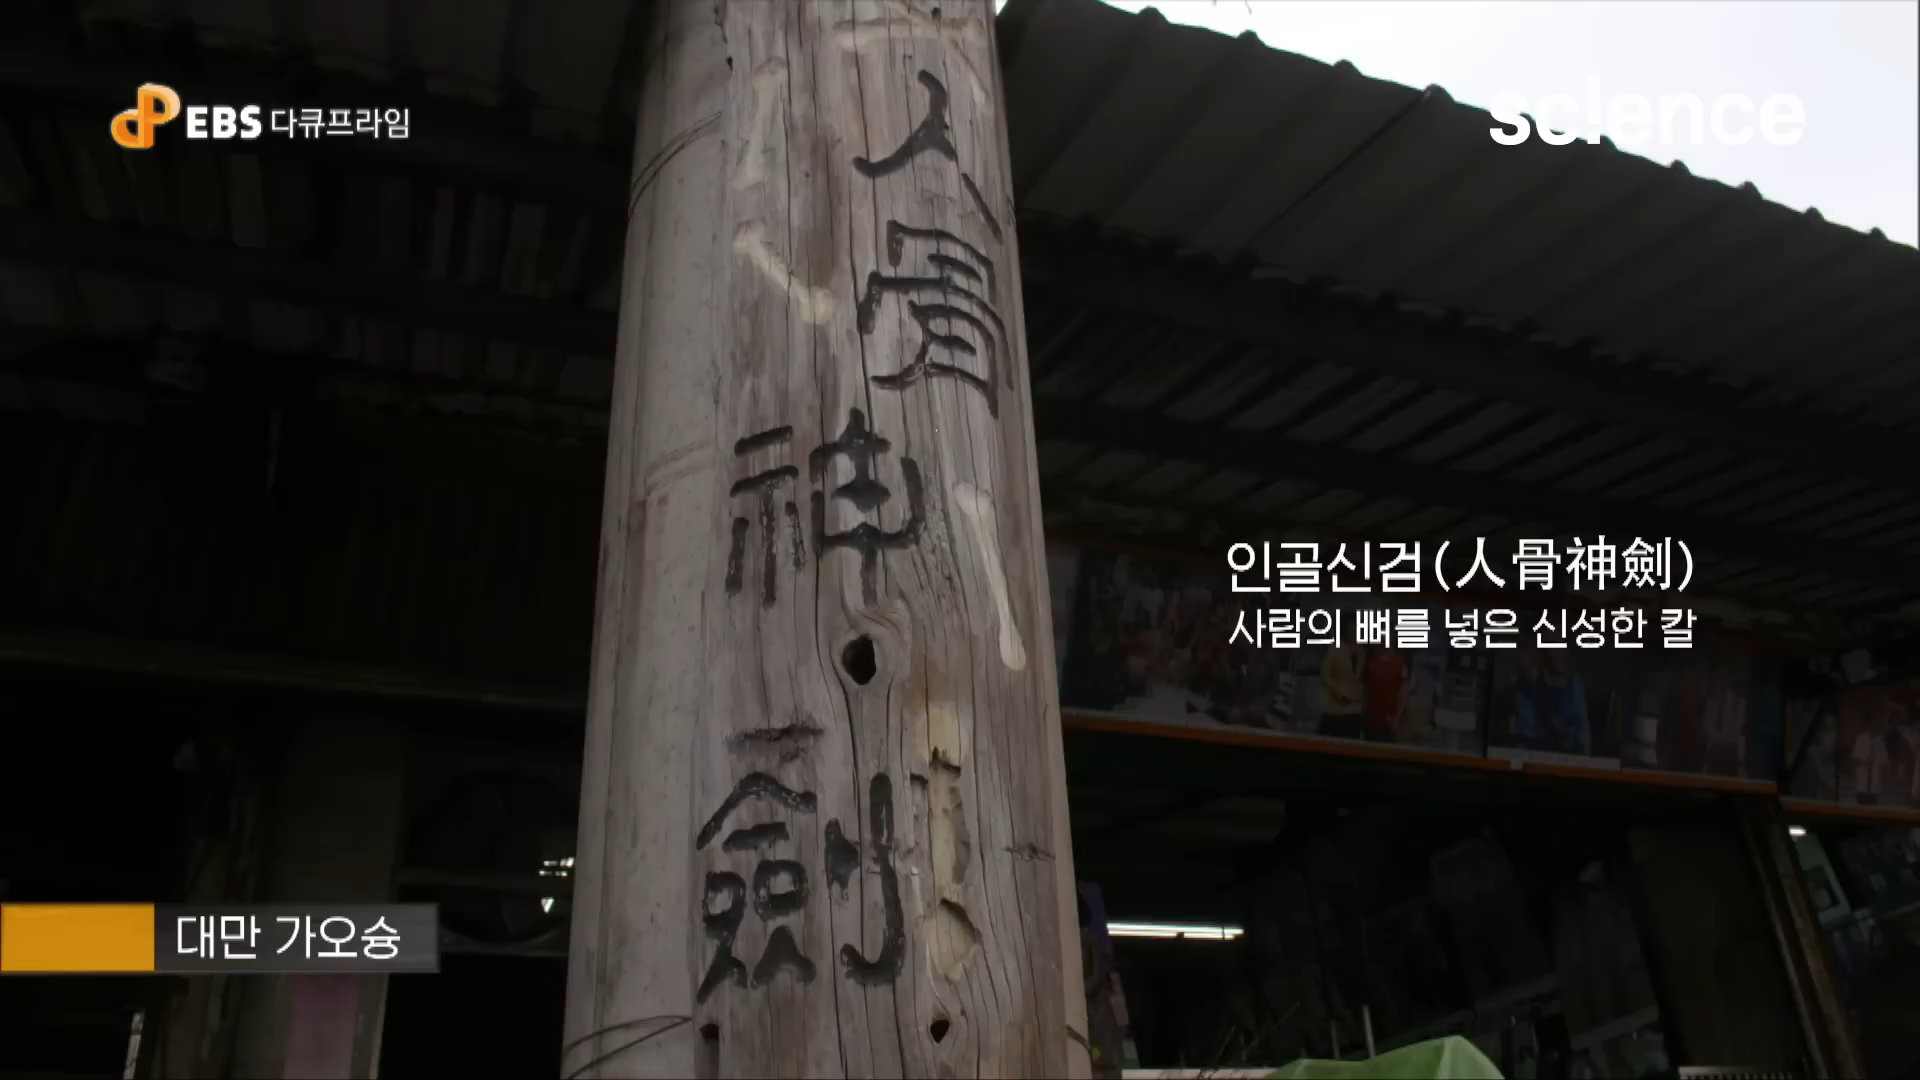 EBS 다큐프라임
science
人
骨
神
劍
인골신검(人骨神劍)
사람의 뼈를 넣은 신성한 칼
대만 가오슝